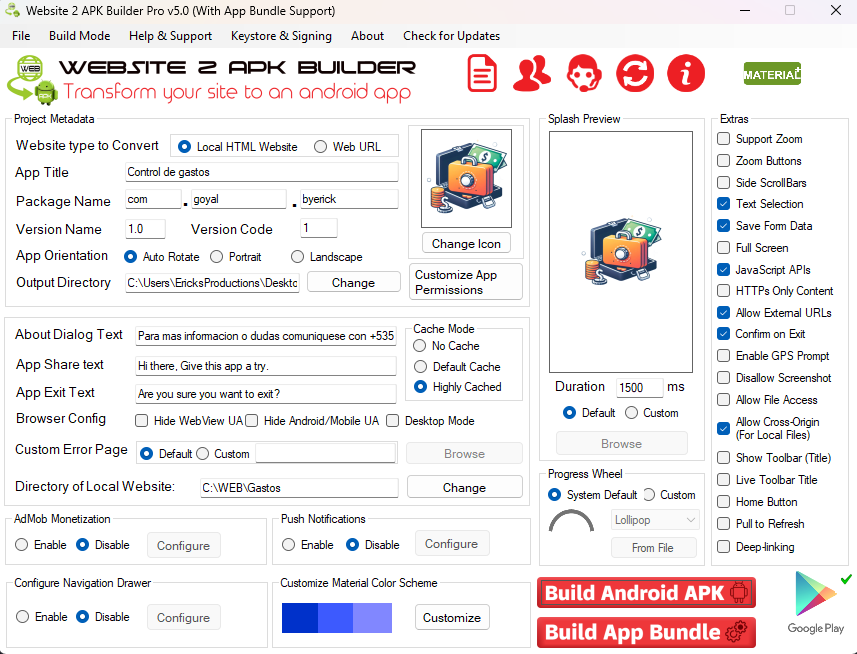 Website 2 APK Builder Pro v5.0 (With App Bundle Support)
File Build Mode Help & Support Keystore & Signing About Check for Updates
WEB
APK
WEBSITE 2 APK BUILDER
Transform your site to an android app
MATERIAL
Project Metadata
Website type to Convert Local HTML Website Web URL
App Title Control de gastos
Package Name com . goyal . byerick
Version Name 1.0 Version Code 1
App Orientation Auto Rotate Portrait Landscape
Output Directory C:\Users\EricksProductions\Deskto Change
Change Icon
Customize App
Permissions
About Dialog Text Para mas informacion o dudas comuniquese con +535
App Share text Hi there, Give this app a try.
App Exit Text Are you sure you want to exit?
Cache Mode
No Cache
Default Cache
Highly Cached
Browser Config Hide WebView UA Hide Android/Mobile UA Desktop Mode
Custom Error Page Default Custom Browse
Directory of Local Website: C:\WEB\Gastos Change
AdMob Monetization
Enable Disable Configure
Push Notifications
Enable Disable Configure
Configure Navigation Drawer
Enable Disable Configure
Customize Material Color Scheme
Customize
Splash Preview
Duration 1500 ms
Default Custom
Browse
Progress Wheel
System Default Custom
Lollipop
From File
Extras
Support Zoom
Zoom Buttons
Side ScrollBars
Text Selection
Save Form Data
Full Screen
JavaScript APIs
HTTPs Only Content
Allow External URLs
Confirm on Exit
Enable GPS Prompt
Disallow Screenshot
Allow File Access
Allow Cross-Origin
(For Local Files)
Show Toolbar (Title)
Live Toolbar Title
Home Button
Pull to Refresh
Deep-linking
Build Android APK
Build App Bundle
Google Play